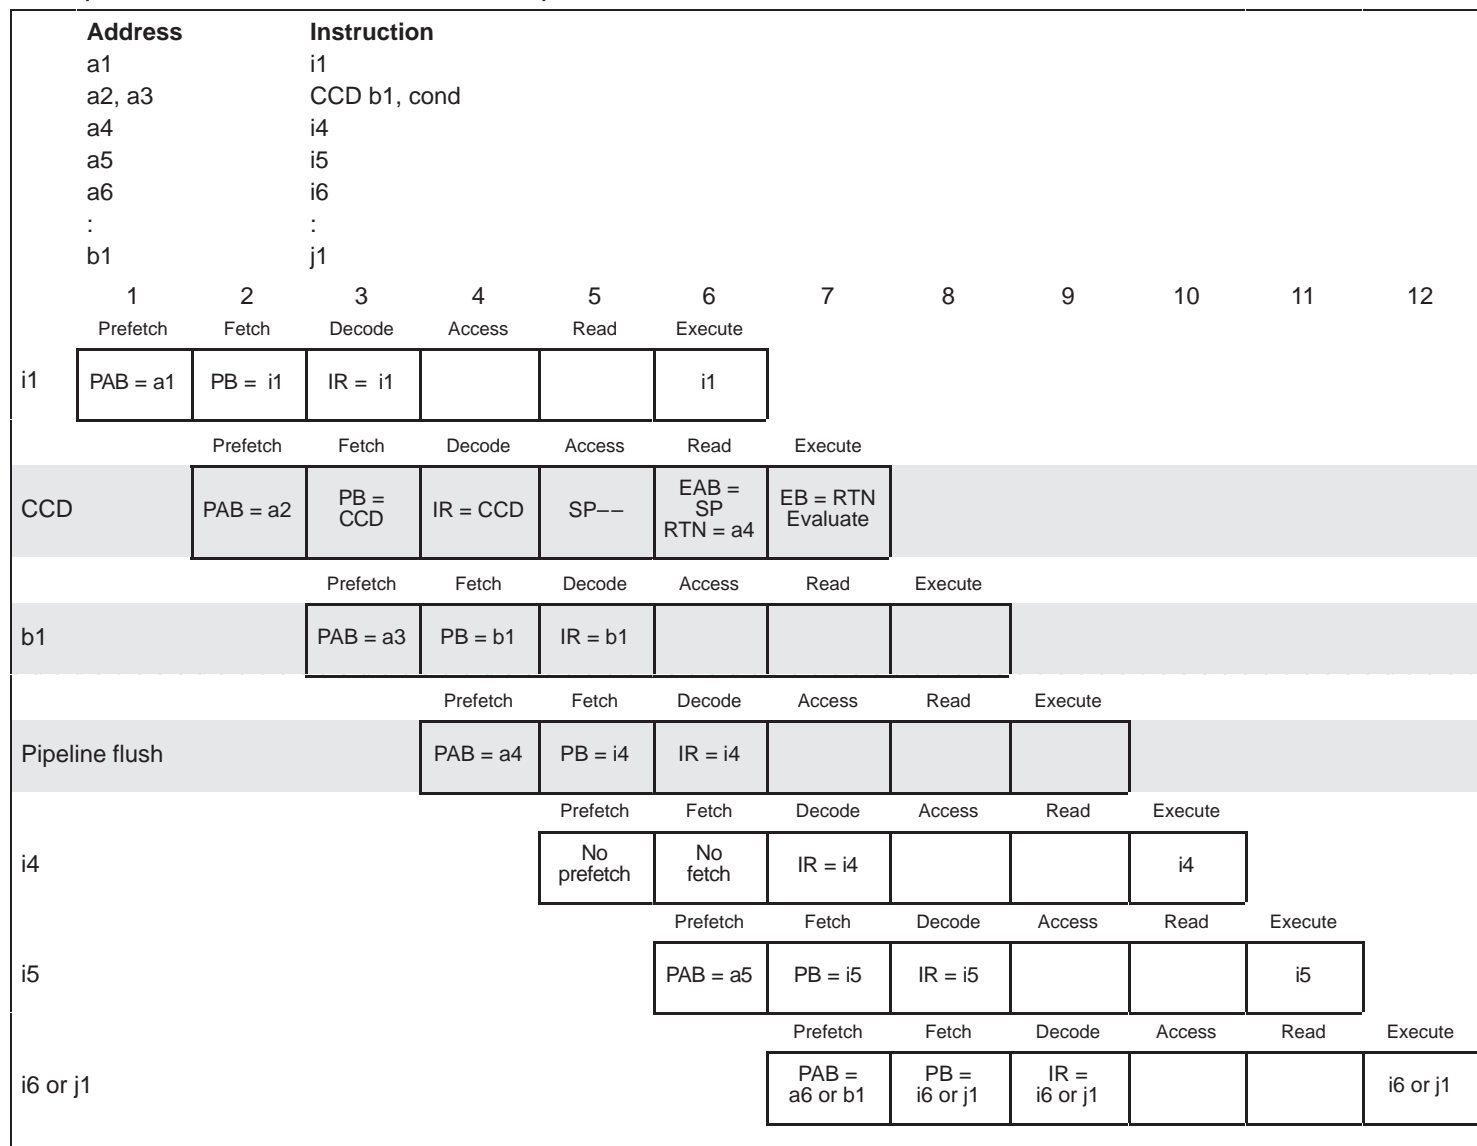 Address Instruction
a1 i1
a2, a3 CCD b1, cond
a4 i4
a5 i5
a6 i6
: :
b1 j1
1 2 3 4 5 6 7 8 9 10 11 12
Prefetch Fetch Decode Access Read Execute
i1 PAB = a1 PB = i1 IR = i1 i1
Prefetch Fetch Decode Access Read Execute
CCD PAB = a2 PB = CCD IR = CCD SP−− EAB = SP RTN = a4 EB = RTN Evaluate
Prefetch Fetch Decode Access Read Execute
b1 PAB = a3 PB = b1 IR = b1
Prefetch Fetch Decode Access Read Execute
Pipeline flush PAB = a4 PB = i4 IR = i4
Prefetch Fetch Decode Access Read Execute
i4 No prefetch No fetch IR = i4 i4
Prefetch Fetch Decode Access Read Execute
i5 PAB = a5 PB = i5 IR = i5 i5
Prefetch Fetch Decode Access Read Execute
i6 or j1 PAB = a6 or b1 PB = i6 or j1 IR = i6 or j1 i6 or j1